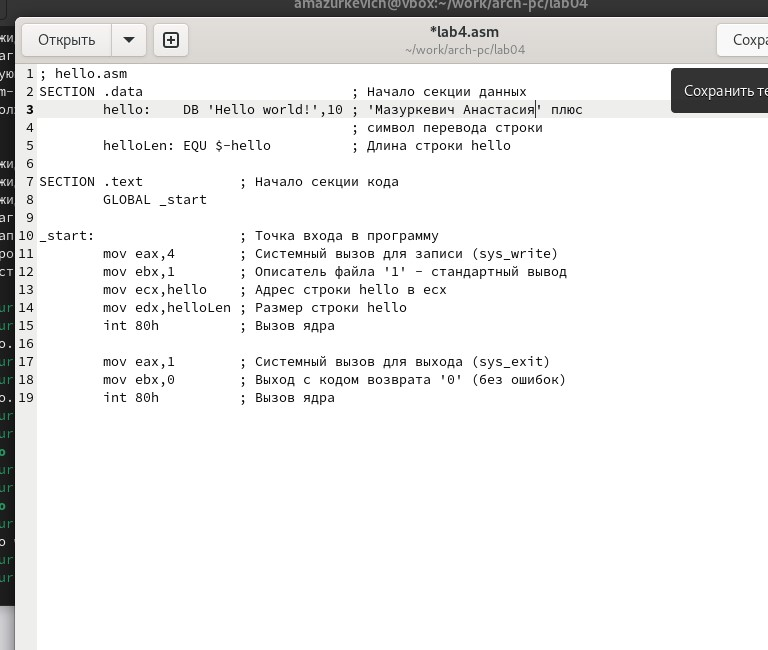 amazurkevich@vbox:~/work/arch-pc/lab04
Открыть
*lab4.asm
~/work/arch-pc/lab04
1 ; hello.asm
2 SECTION .data ; Начало секции данных
3 hello: DB 'Hello world!',10 ; 'Мазуркевич Анастасия' плюс
4 ; символ перевода строки
5 helloLen: EQU $-hello ; Длина строки hello
6
7 SECTION .text ; Начало секции кода
8 GLOBAL _start
9
10 _start: ; Точка входа в программу
11 mov eax,4 ; Системный вызов для записи (sys_write)
12 mov ebx,1 ; Описатель файла '1' - стандартный вывод
13 mov ecx,hello ; Адрес строки hello в ecx
14 mov edx,helloLen ; Размер строки hello
15 int 80h ; Вызов ядра
16
17 mov eax,1 ; Системный вызов для выхода (sys_exit)
18 mov ebx,0 ; Выход с кодом возврата '0' (без ошибок)
19 int 80h ; Вызов ядра
Сохранить